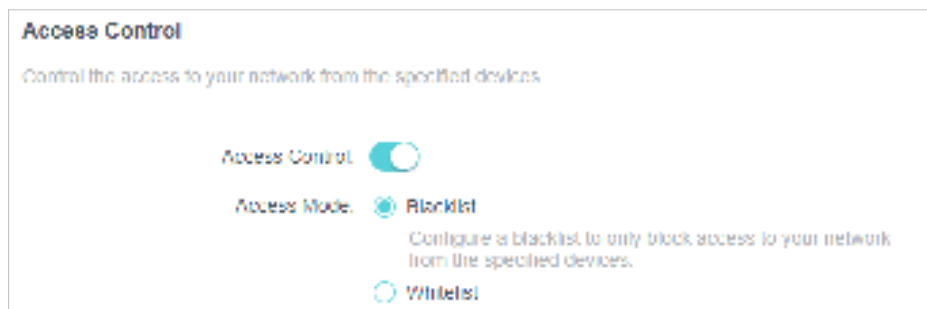 Access Control
Control the access to your network from the specified devices
Access Control:
Access Mode:
Blacklist
Configure a blacklist to only block access to your network
from the specified devices.
Whitelist